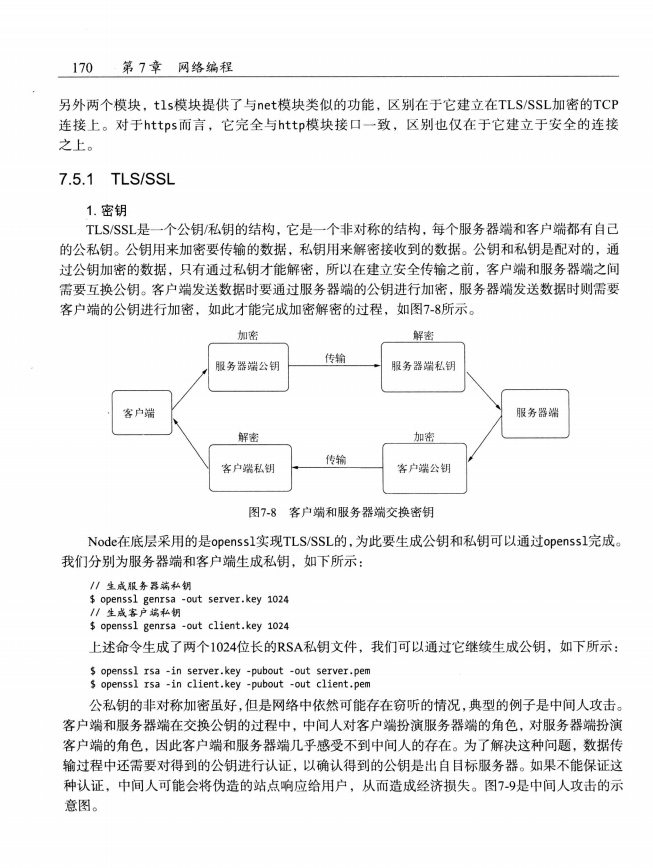 170 第 7 章 网络编程
另外两个模块，tls模块提供了与net模块类似的功能，区别在于它建立在TLS/SSL加密的TCP
连接上。对于https而言，它完全与http模块接口一致，区别也仅在于它建立于安全的连接
之上。
7.5.1 TLS/SSL
1. 密钥
TLS/SSL是一个公钥/私钥的结构，它是一个非对称的结构，每个服务器端和客户端都有自己
的公私钥。公钥用来加密要传输的数据，私钥用来解密接收到的数据。公钥和私钥是配对的，通
过公钥加密的数据，只有通过私钥才能解密，所以在建立安全传输之前，客户端和服务器端之间
需要互换公钥。客户端发送数据时要通过服务器端的公钥进行加密，服务器端发送数据时则需要
客户端的公钥进行加密，如此才能完成加密解密的过程，如图7-8所示。
加密
解密
服务器端公钥
传输
服务器端私钥
客户端
服务器端
解密
加密
客户端私钥
传输
客户端公钥
图7-8 客户端和服务器端交换密钥
Node在底层采用的是openssl实现TLS/SSL的，为此要生成公钥和私钥可以通过openssl完成。
我们分别为服务器端和客户端生成私钥，如下所示：
// 生成服务器端私钥
$ openssl genrsa -out server.key 1024
// 生成客户端私钥
$ openssl genrsa -out client.key 1024
上述命令生成了两个1024位长的RSA私钥文件，我们可以通过它继续生成公钥，如下所示：
$ openssl rsa -in server.key -pubout -out server.pem
$ openssl rsa -in client.key -pubout -out client.pem
公私钥的非对称加密虽好，但是网络中依然可能存在窃听的情况，典型的例子是中间人攻击。
客户端和服务器端在交换公钥的过程中，中间人对客户端扮演服务器端的角色，对服务器端扮演
客户端的角色，因此客户端和服务器端几乎感受不到中间人的存在。为了解决这种问题，数据传
输过程中还需要对得到的公钥进行认证，以确认得到的公钥是出自目标服务器。如果不能保证这
种认证，中间人可能会将伪造的站点响应给用户，从而造成经济损失。图7-9是中间人攻击的示
意图。